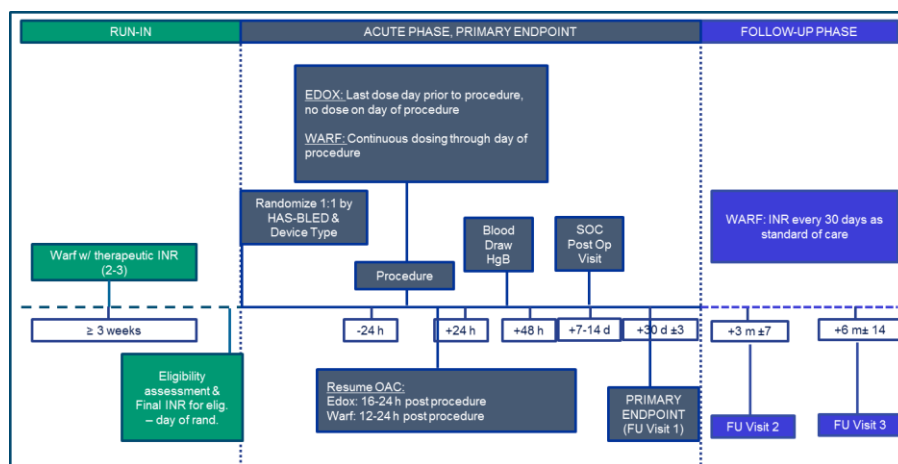 RUN-IN
ACUTE PHASE, PRIMARY ENDPOINT
FOLLOW-UP PHASE
EDOX: Last dose day prior to procedure,
no dose on day of procedure
WARF: Continuous dosing through day of
procedure
Randomize 1:1 by
HAS-BLED &
Device Type
Blood
Draw
HgB
SOC
Post Op
Visit
WARF: INR every 30 days as
standard of care
Warf w/ therapeutic INR
(2-3)
Procedure
≥ 3 weeks
-24 h
+24 h
+48 h
+7-14 d
+30 d ±3
+3 m ±7
+6 m± 14
Eligibility
assessment &
Final INR for elig.
– day of rand.
Resume OAC:
Edox: 16-24 h post procedure
Warf: 12-24 h post procedure
PRIMARY
ENDPOINT
(FU Visit 1)
FU Visit 2
FU Visit 3